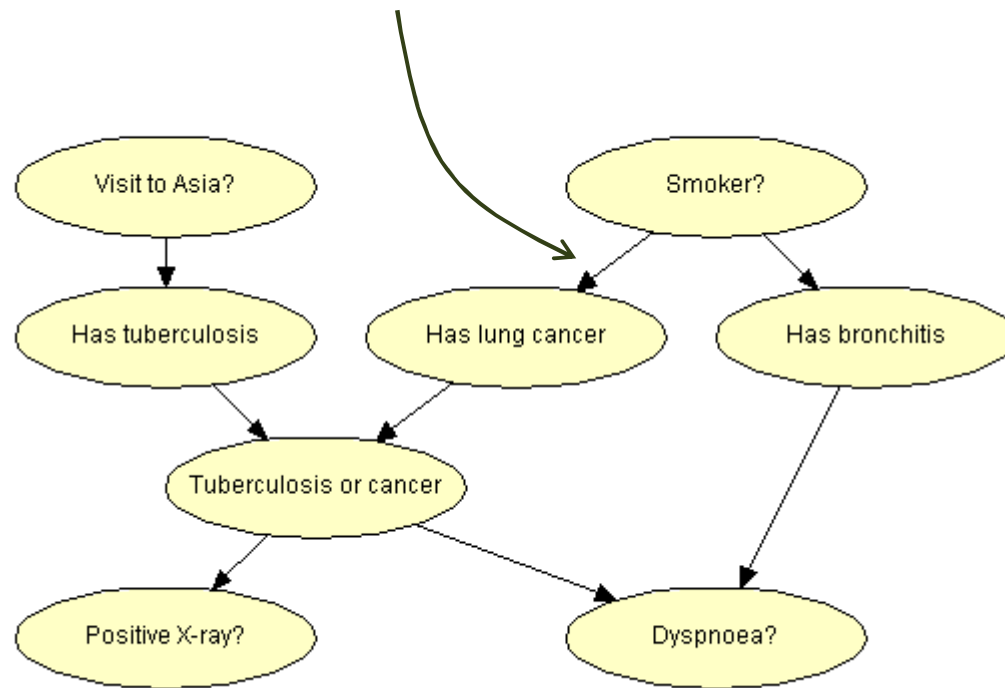 Visit to Asia?
Smoker?
Has tuberculosis
Has lung cancer
Has bronchitis
Tuberculosis or cancer
Positive X-ray?
Dyspnoea?